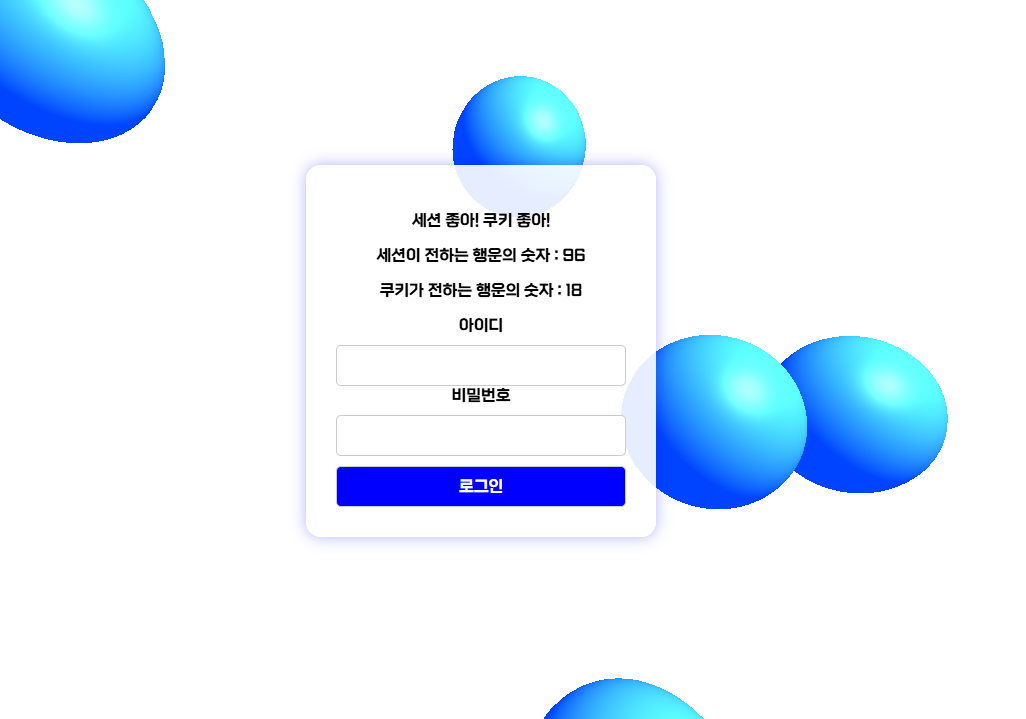 세션 좋아! 쿠키 좋아!
세션이 전하는 행운의 숫자 : 96
쿠키가 전하는 행운의 숫자 : 18
아이디
비밀번호
로그인